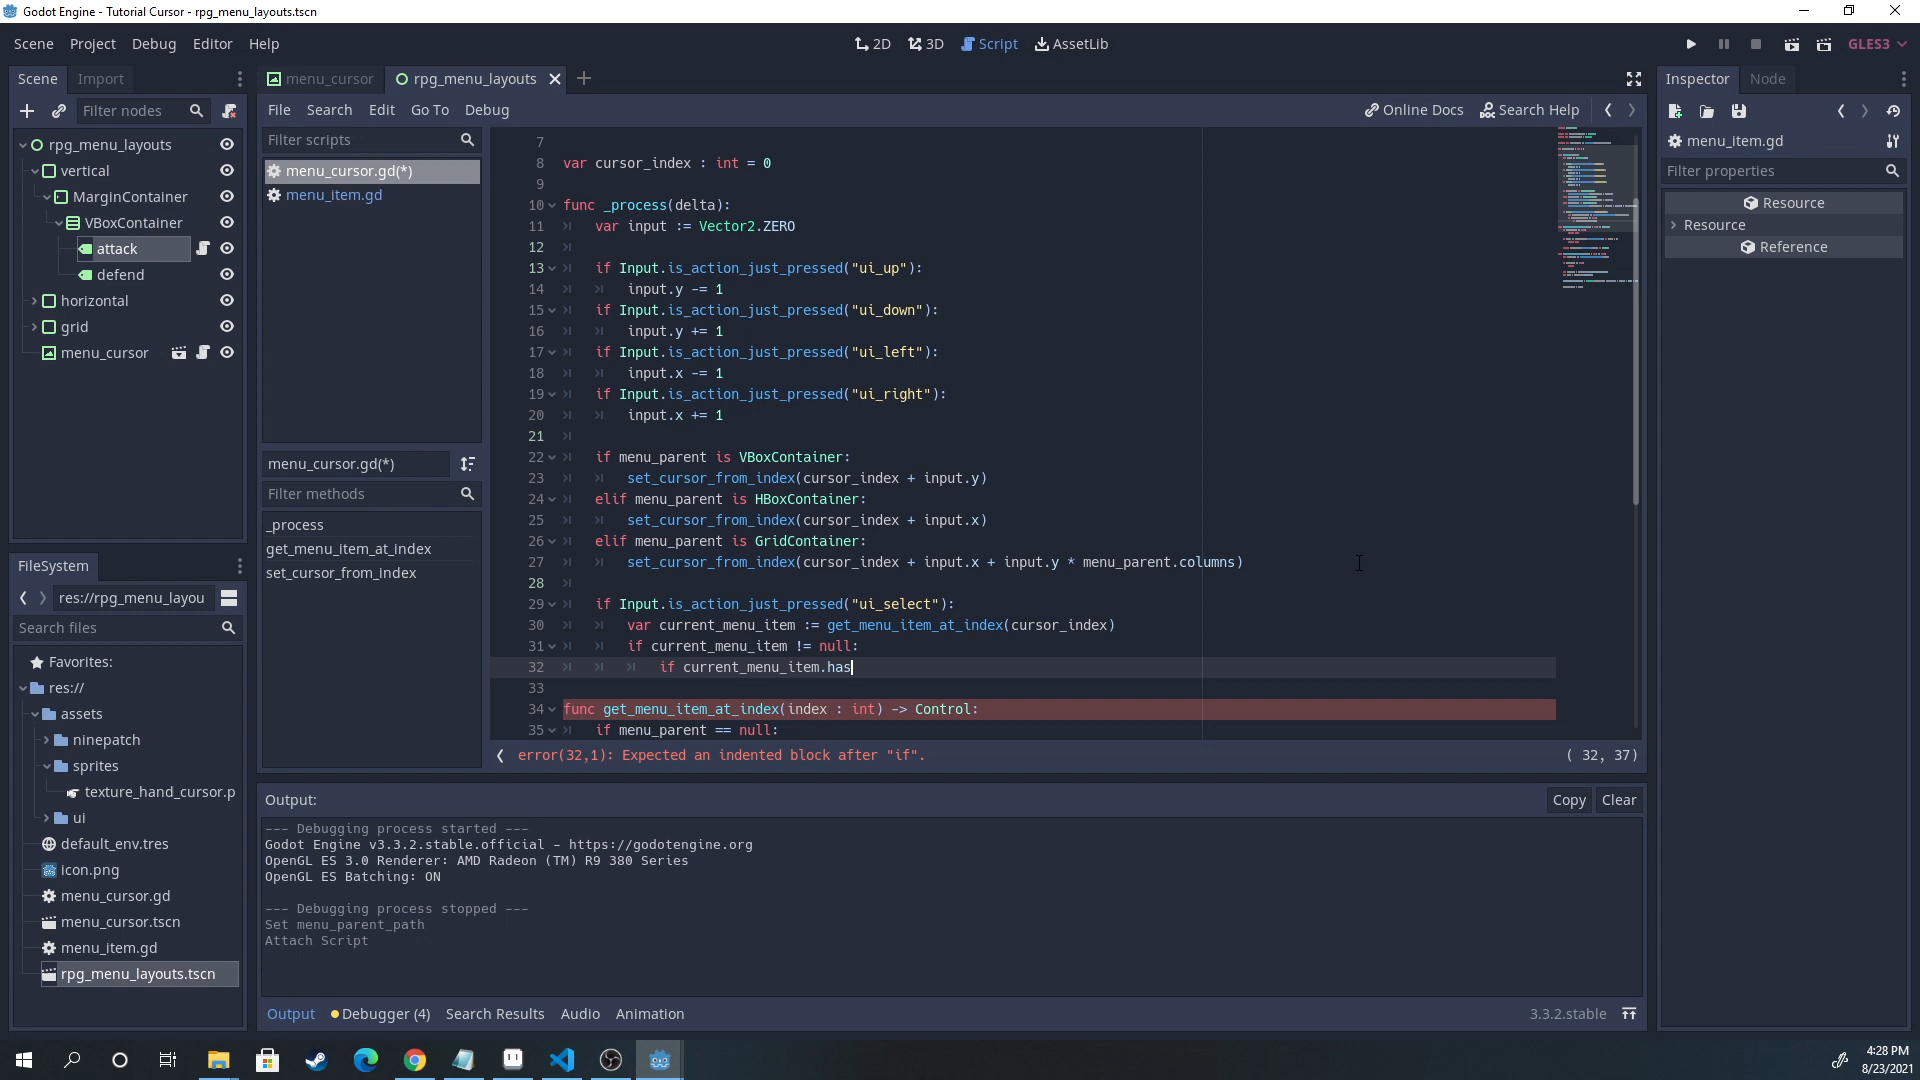 Godot Engine - Tutorial Cursor - rpg_menu_layouts.tscn
Scene Project Debug Editor Help
2D 3D Script AssetLib
GLES3
Scene Import
Filter nodes
rpg_menu_layouts
vertical
MarginContainer
VBoxContainer
attack
defend
horizontal
grid
menu_cursor
FileSystem
res://rpg_menu_layou
Search files
Favorites:
res://
assets
ninepatch
sprites
texture_hand_cursor.p
ui
default_env.tres
icon.png
menu_cursor.gd
menu_cursor.tscn
menu_item.gd
rpg_menu_layouts.tscn
menu_cursor rpg_menu_layouts
File Search Edit Go To Debug
Online Docs Search Help
Filter scripts
menu_cursor.gd(*)
menu_item.gd
menu_cursor.gd(*)
Filter methods
_process
get_menu_item_at_index
set_cursor_from_index
7
8 var cursor_index : int = 0
9
10 func _process(delta):
11 var input := Vector2.ZERO
12
13 if Input.is_action_just_pressed("ui_up"):
14 input.y -= 1
15 if Input.is_action_just_pressed("ui_down"):
16 input.y += 1
17 if Input.is_action_just_pressed("ui_left"):
18 input.x -= 1
19 if Input.is_action_just_pressed("ui_right"):
20 input.x += 1
21
22 if menu_parent is VBoxContainer:
23 set_cursor_from_index(cursor_index + input.y)
24 elif menu_parent is HBoxContainer:
25 set_cursor_from_index(cursor_index + input.x)
26 elif menu_parent is GridContainer:
27 set_cursor_from_index(cursor_index + input.x + input.y * menu_parent.columns)
28
29 if Input.is_action_just_pressed("ui_select"):
30 var current_menu_item := get_menu_item_at_index(cursor_index)
31 if current_menu_item != null:
32 if current_menu_item.has
33
34 func get_menu_item_at_index(index : int) -> Control:
35 if menu_parent == null:
error(32,1): Expected an indented block after "if".
( 32, 37)
Output:
Copy Clear
--- Debugging process started ---
Godot Engine v3.3.2.stable.official - https://godotengine.org
OpenGL ES 3.0 Renderer: AMD Radeon (TM) R9 380 Series
OpenGL ES Batching: ON
--- Debugging process stopped ---
Set menu_parent_path
Attach Script
Output Debugger (4) Search Results Audio Animation
3.3.2.stable
Inspector Node
menu_item.gd
Filter properties
Resource
Resource
Reference
4:28 PM
8/23/2021